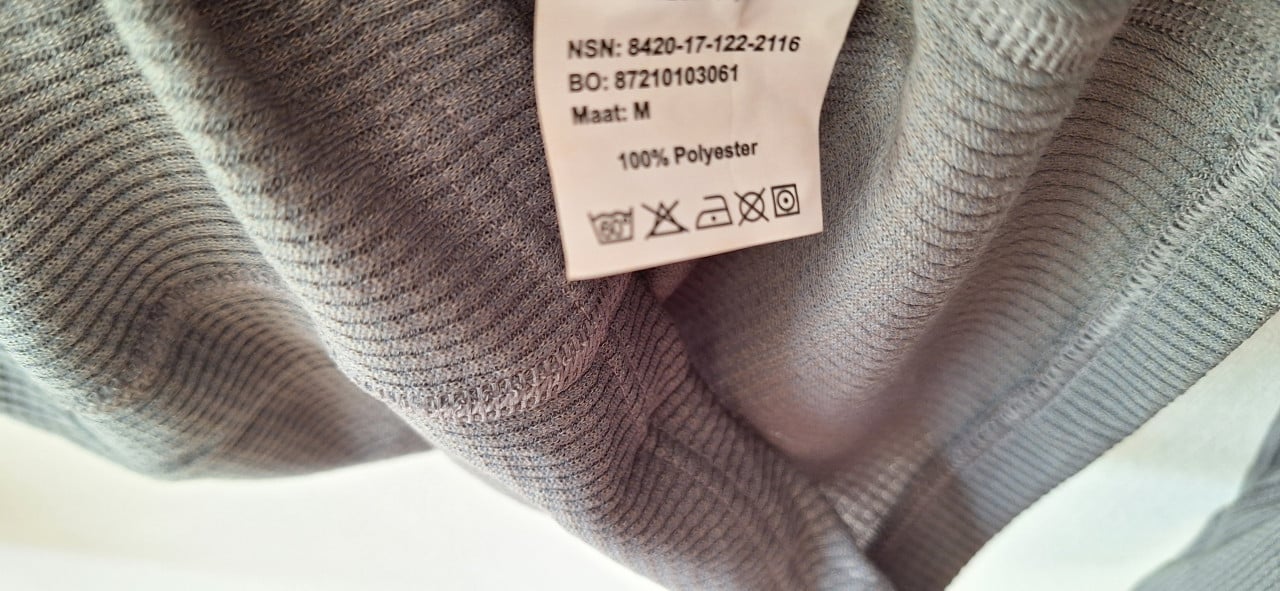 NSN: 8420-17-122-2116
BO: 87210103061
Maat: M
100% Polyester
60°